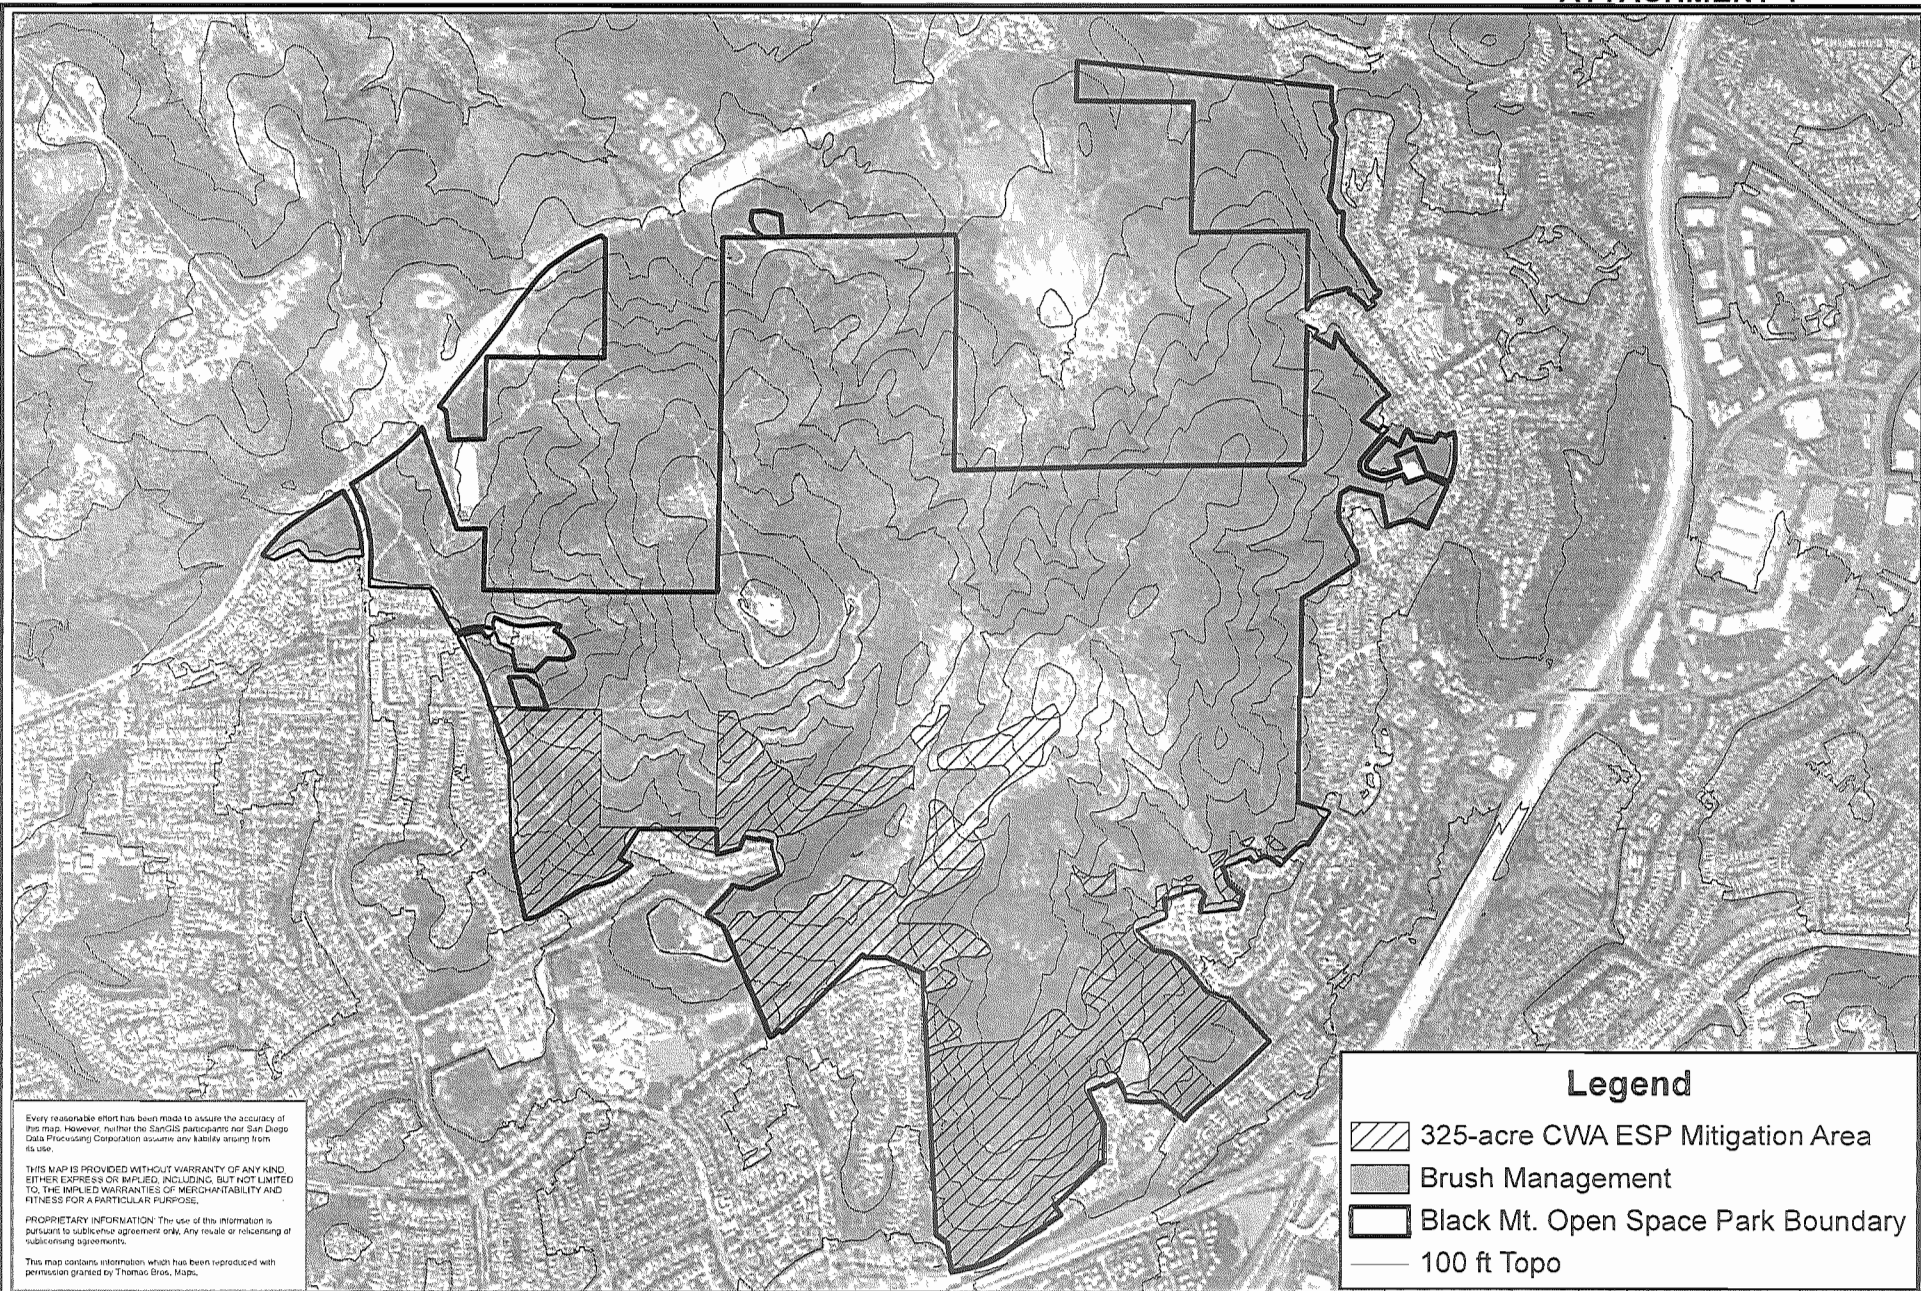 Legend
325-acre CWA ESP Mitigation Area
Brush Management
Black Mt. Open Space Park Boundary
100 ft Topo
Every reasonable effort has been made to assure the accuracy of
this map. However, neither the SanGIS participants nor San Diego
Data Processing Corporation assume any liability arising from
its use.
THIS MAP IS PROVIDED WITHOUT WARRANTY OF ANY KIND,
EITHER EXPRESS OR IMPLIED, INCLUDING, BUT NOT LIMITED
TO, THE IMPLIED WARRANTIES OF MERCHANTABILITY AND
FITNESS FOR A PARTICULAR PURPOSE.
PROPRIETARY INFORMATION: The use of this information is
pursuant to sublicense agreement only. Any resale or relicensing of
sublicensing agreements.
This map contains information which has been reproduced with
permission granted by Thomas Bros. Maps.